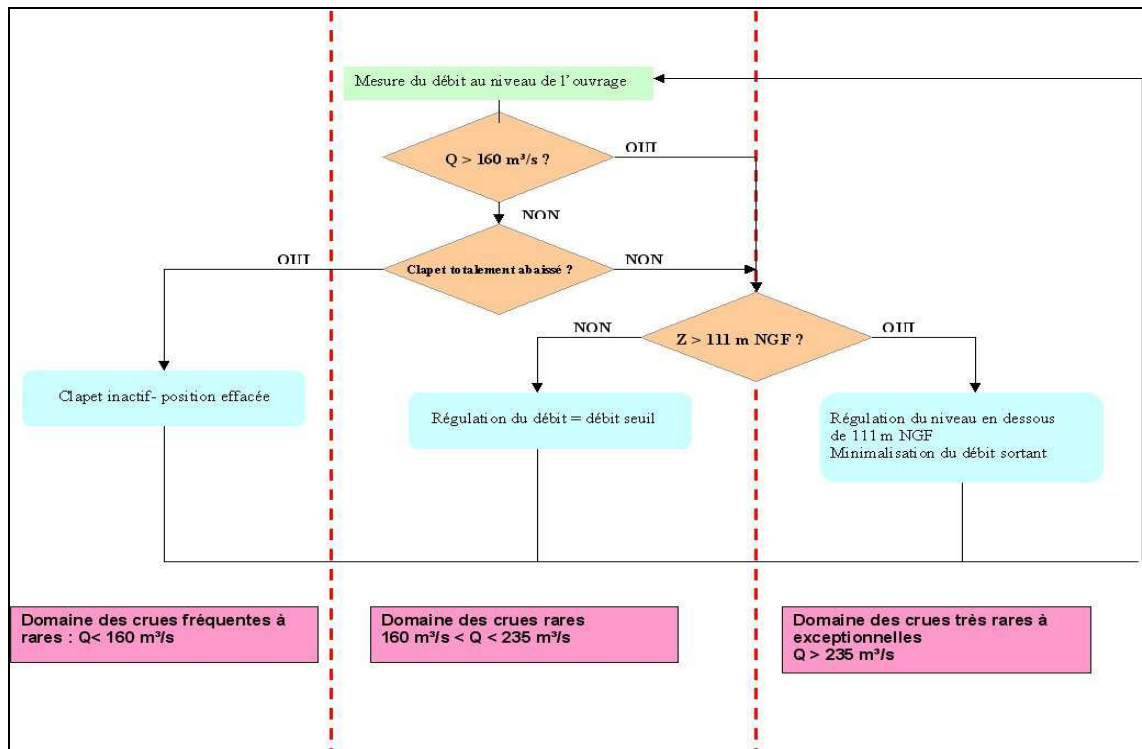 Mesure du débit au niveau de l'ouvrage
Q > 160 m³/s ?
OUI
NON
Clapet totalement abaissé ?
OUI
NON
Z > 111 m NGF ?
NON
OUI
Clapet inactif- position effacée
Régulation du débit = débit seuil
Régulation du niveau en dessous
de 111 m NGF
Minimalisation du débit sortant
Domaine des crues fréquentes à
rares : Q< 160 m³/s
Domaine des crues rares
160 m³/s < Q < 235 m³/s
Domaine des crues très rares à
exceptionnelles
Q > 235 m³/s